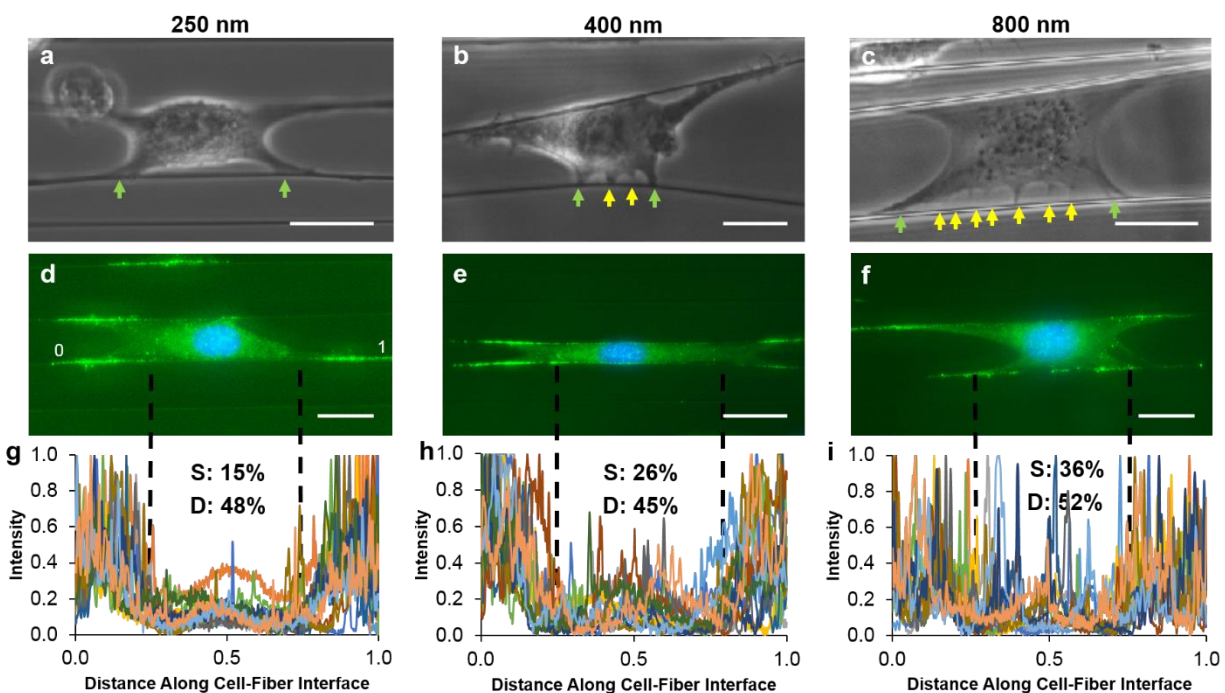 250 nm 400 nm 800 nm
a b c
d e f
0 1
g h i
S: 15% S: 26% S: 36%
D: 48% D: 45% D: 52%
Intensity Intensity Intensity
1.0 1.0 1.0
0.8 0.8 0.8
0.6 0.6 0.6
0.4 0.4 0.4
0.2 0.2 0.2
0.0 0.0 0.0
0.0 0.5 1.0 0.0 0.5 1.0 0.0 0.5 1.0
Distance Along Cell-Fiber Interface Distance Along Cell-Fiber Interface Distance Along Cell-Fiber Interface